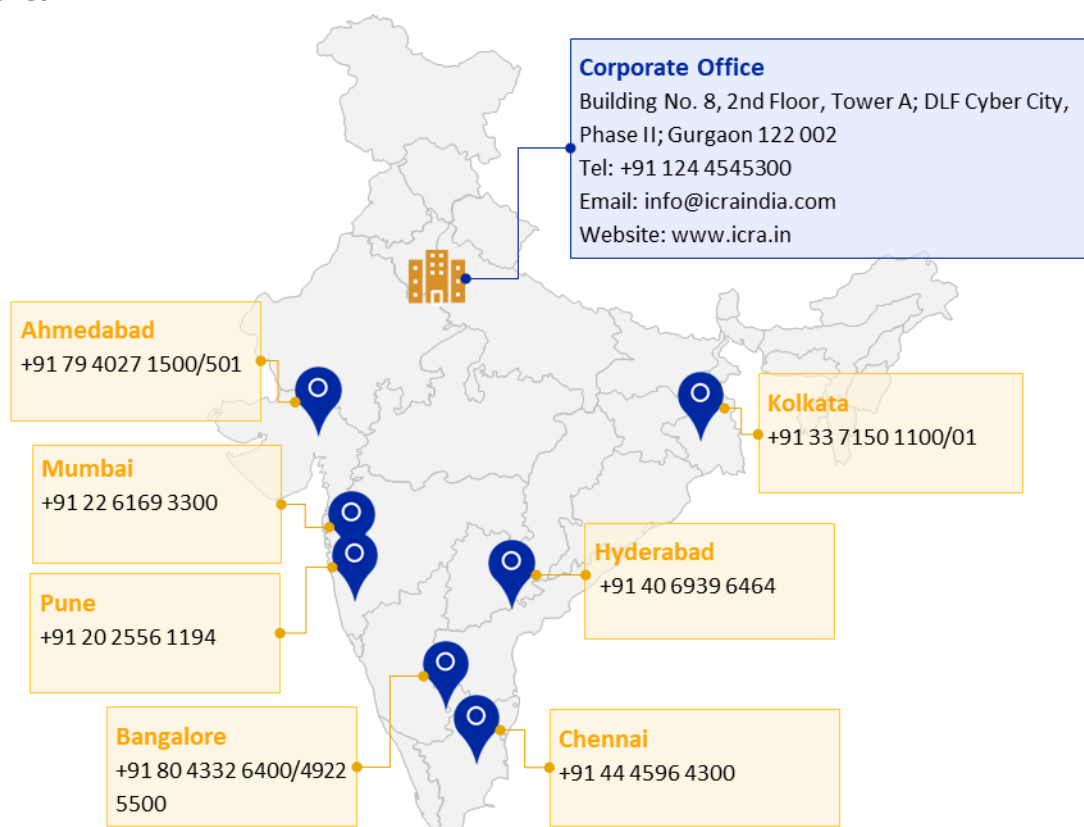 Corporate Office
Building No. 8, 2nd Floor, Tower A; DLF Cyber City,
Phase II; Gurgaon 122 002
Tel: +91 124 4545300
Email: info@icraindia.com
Website: www.icra.in
Ahmedabad
+91 79 4027 1500/501
Kolkata
+91 33 7150 1100/01
Mumbai
+91 22 6169 3300
Hyderabad
+91 40 6939 6464
Pune
+91 20 2556 1194
Bangalore
+91 80 4332 6400/4922
5500
Chennai
+91 44 4596 4300